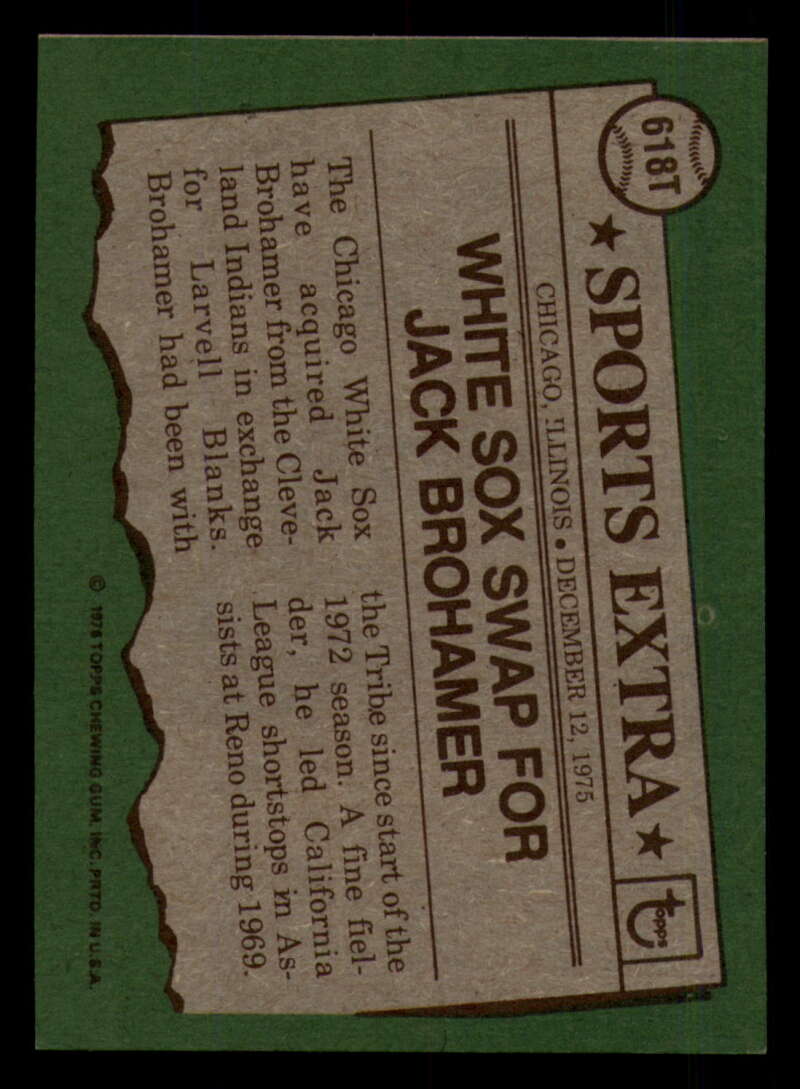 618T
★ SPORTS EXTRA ★
topps
CHICAGO, ILLINOIS • DECEMBER 12, 1975
WHITE SOX SWAP FOR
JACK BROHAMER
The Chicago White Sox
have acquired Jack
Brohamer from the Cleve-
land Indians in exchange
for Larvell Blanks.
Brohamer had been with
the Tribe since start of the
1972 season. A fine fiel-
der, he led California
League shortstops in As-
sists at Reno during 1969.
© 1976 TOPPS CHEWING GUM, INC. PRTD. IN U.S.A.